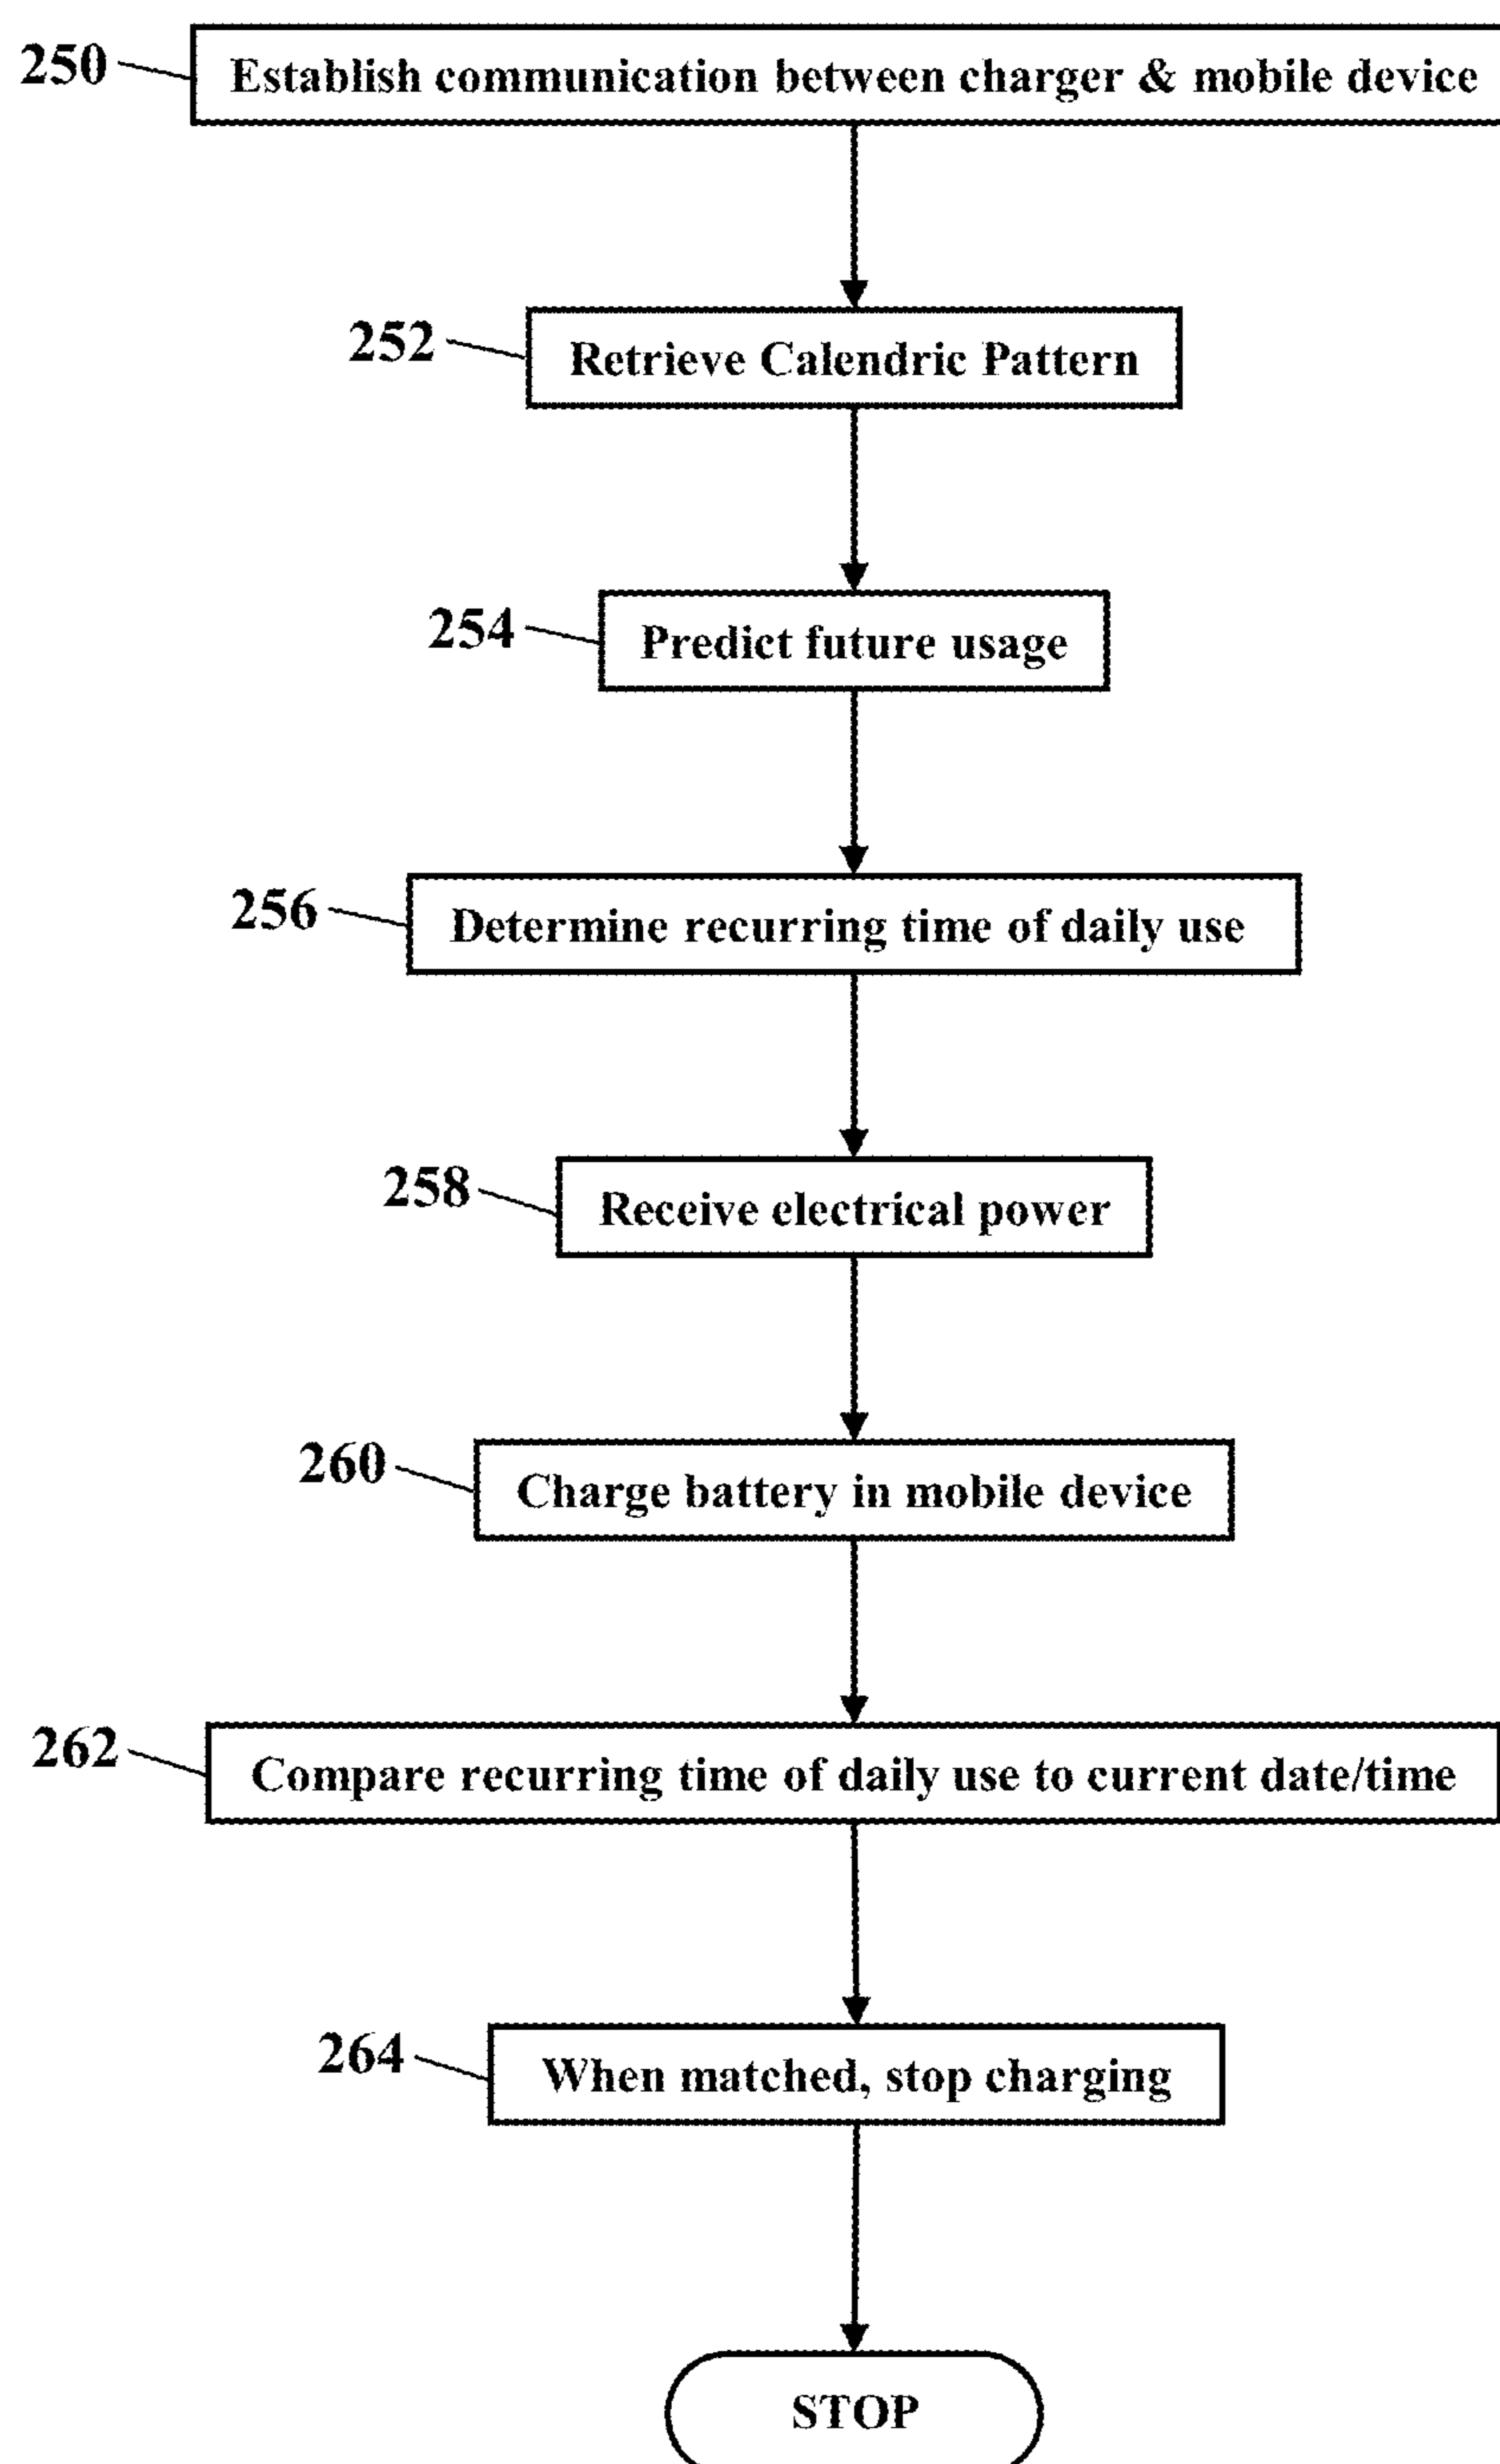 250 Establish communication between charger & mobile device
252 Retrieve Calendric Pattern
254 Predict future usage
256 Determine recurring time of daily use
258 Receive electrical power
260 Charge battery in mobile device
262 Compare recurring time of daily use to current date/time
264 When matched, stop charging
STOP